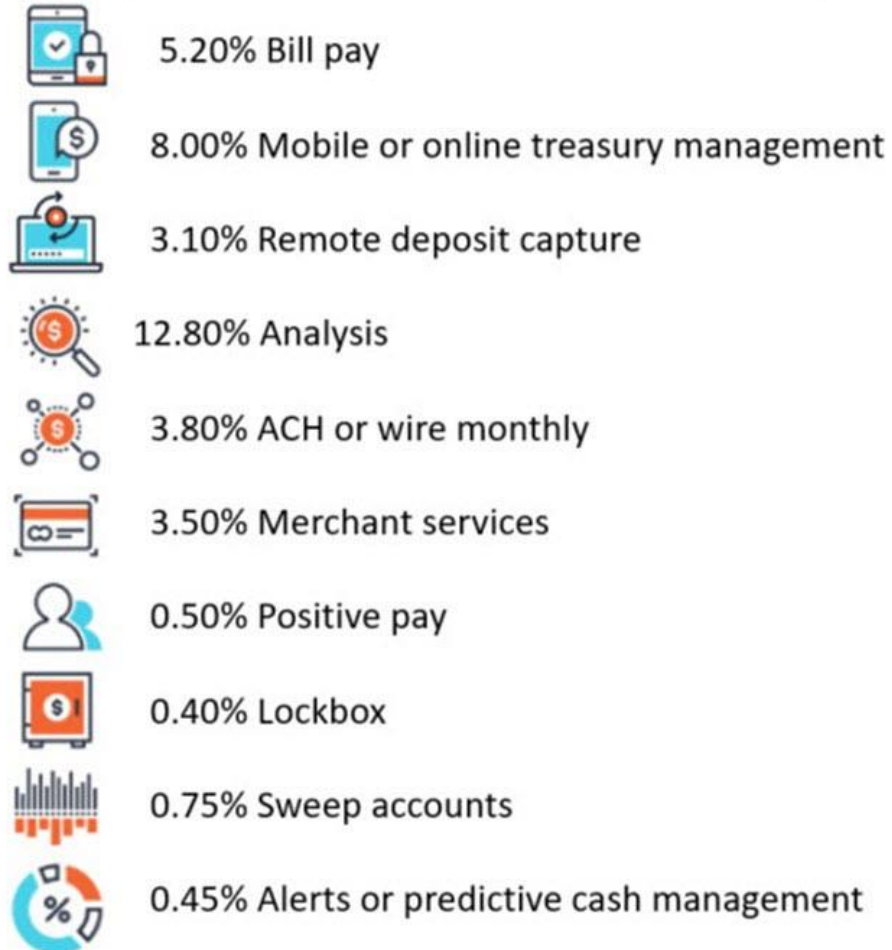 5.20% Bill pay
8.00% Mobile or online treasury management
3.10% Remote deposit capture
12.80% Analysis
3.80% ACH or wire monthly
3.50% Merchant services
0.50% Positive pay
0.40% Lockbox
0.75% Sweep accounts
0.45% Alerts or predictive cash management